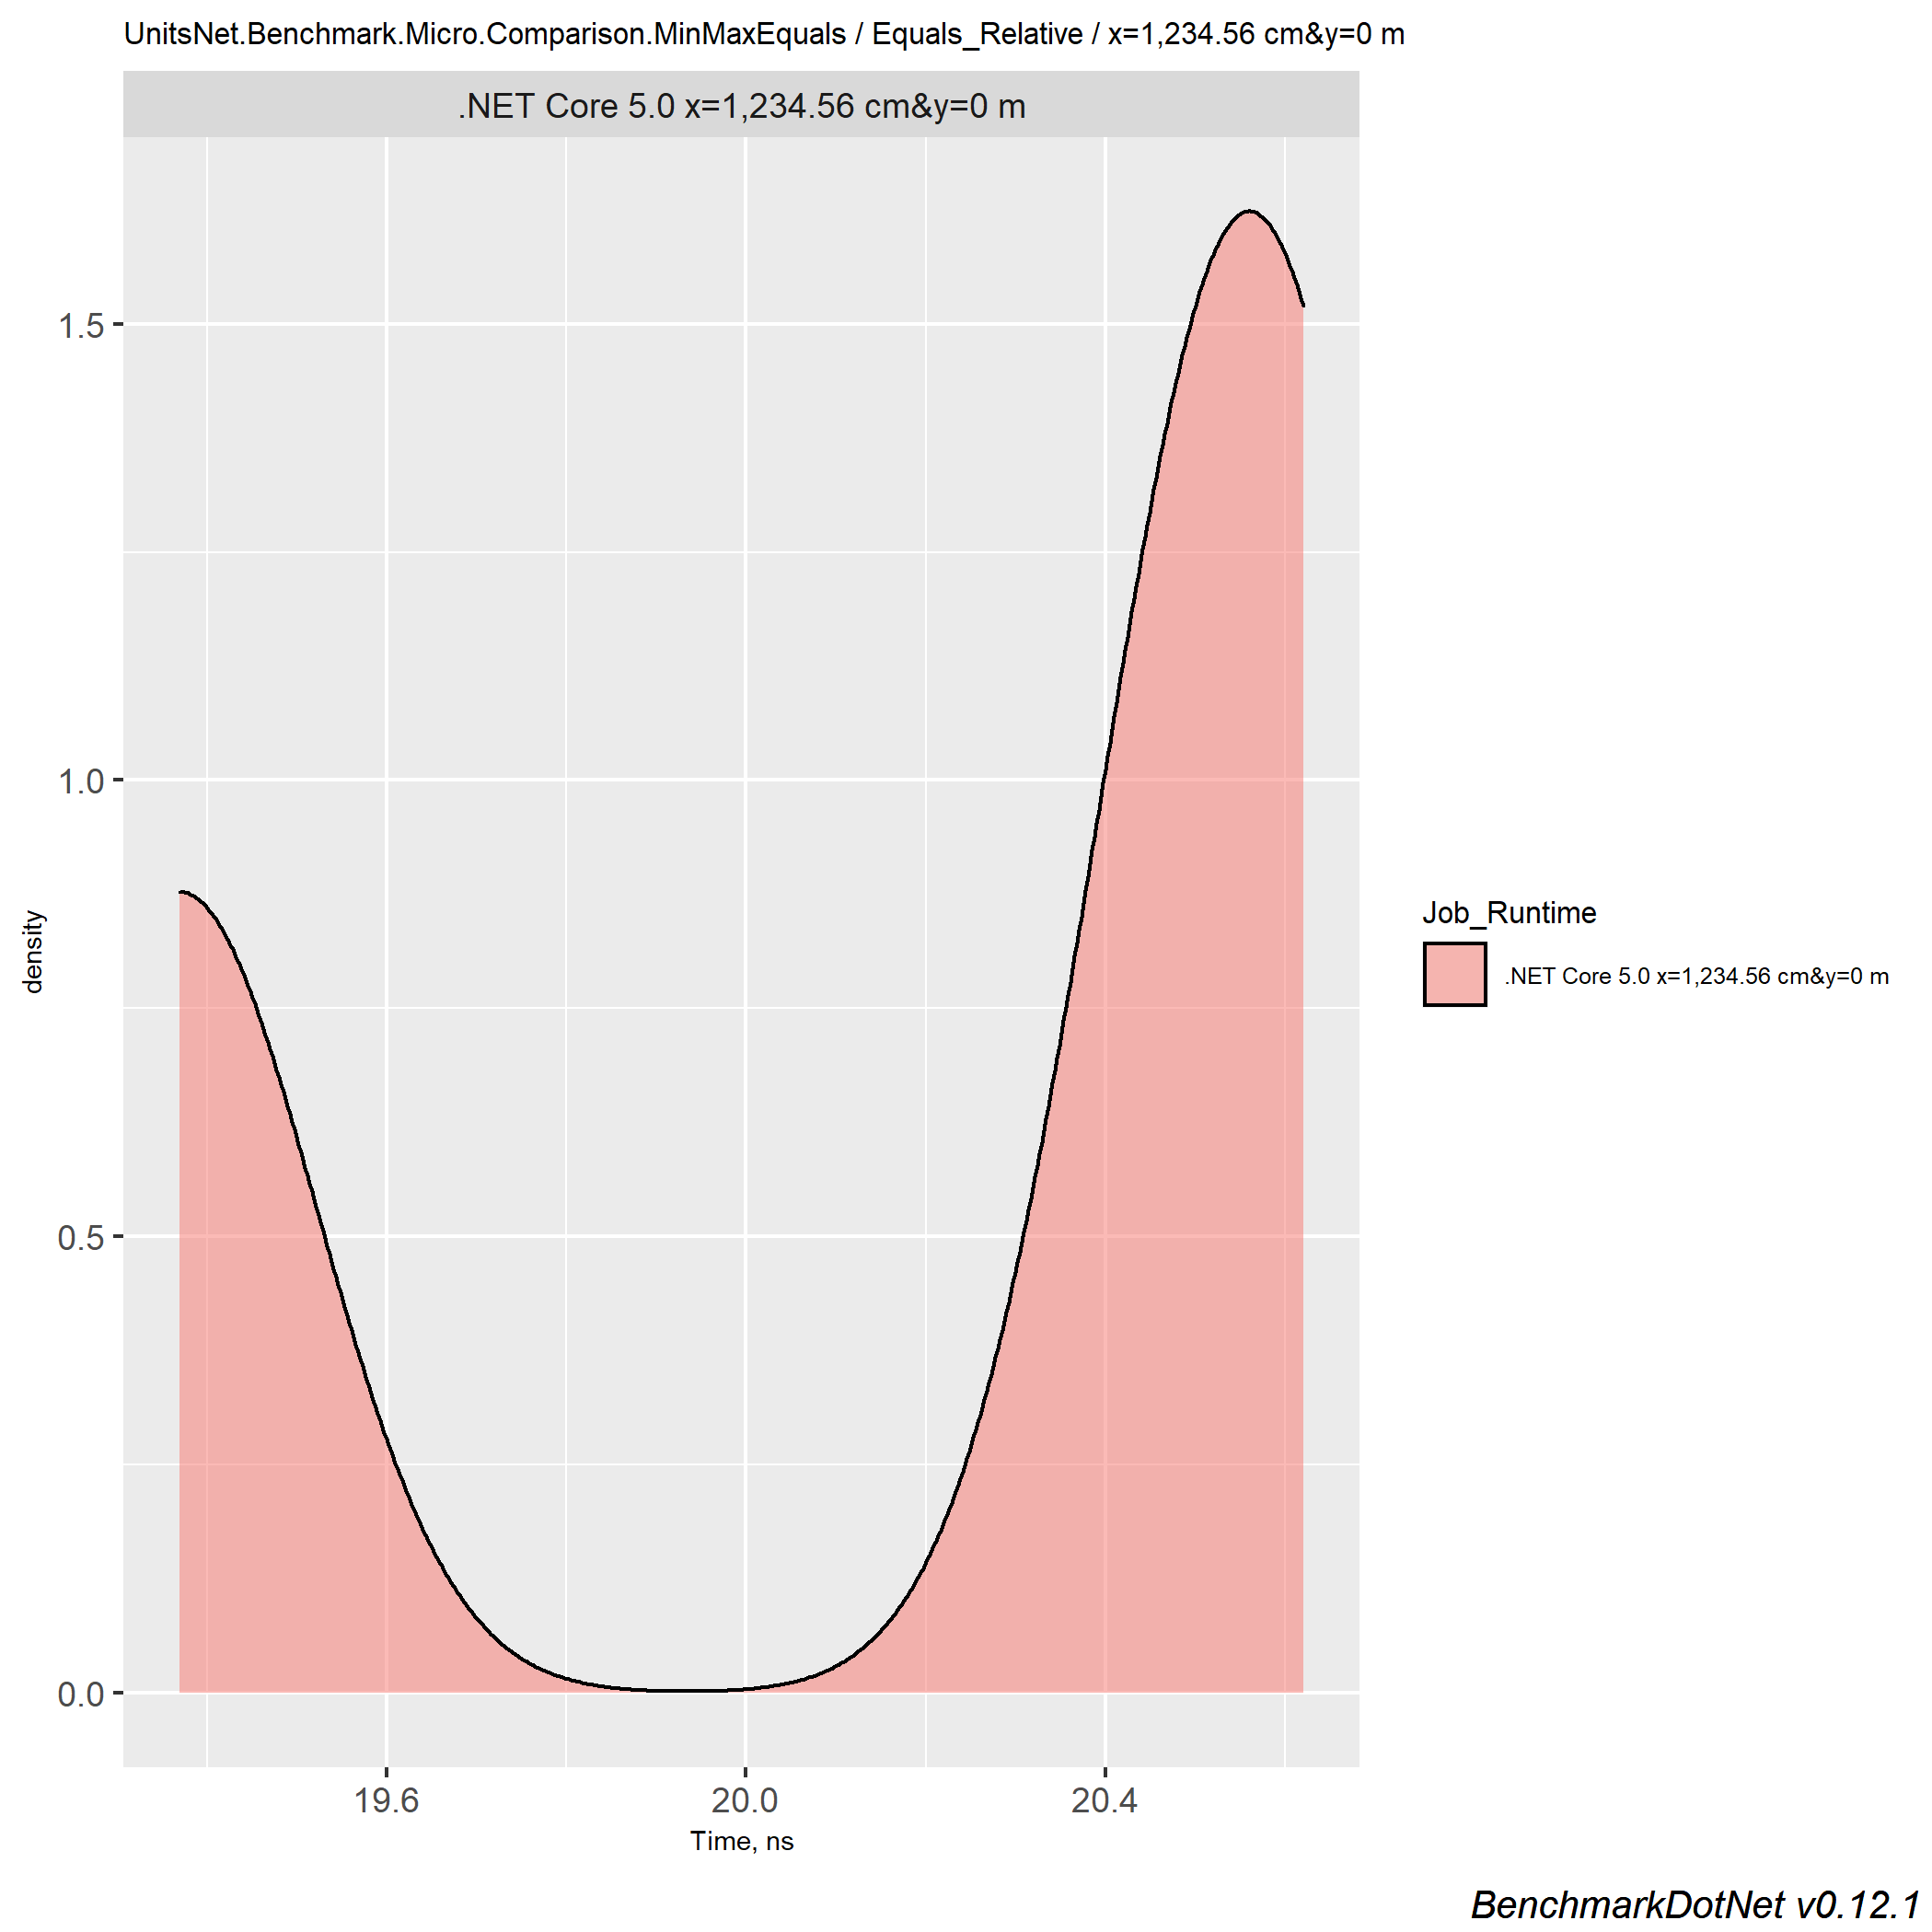 UnitsNet.Benchmark.Micro.Comparison.MinMaxEquals / Equals_Relative / x=1,234.56 cm&y=0 m
.NET Core 5.0 x=1,234.56 cm&y=0 m
1.5
1.0
0.5
0.0
density
19.6 20.0 20.4
Time, ns
Job_Runtime
.NET Core 5.0 x=1,234.56 cm&y=0 m
BenchmarkDotNet v0.12.1